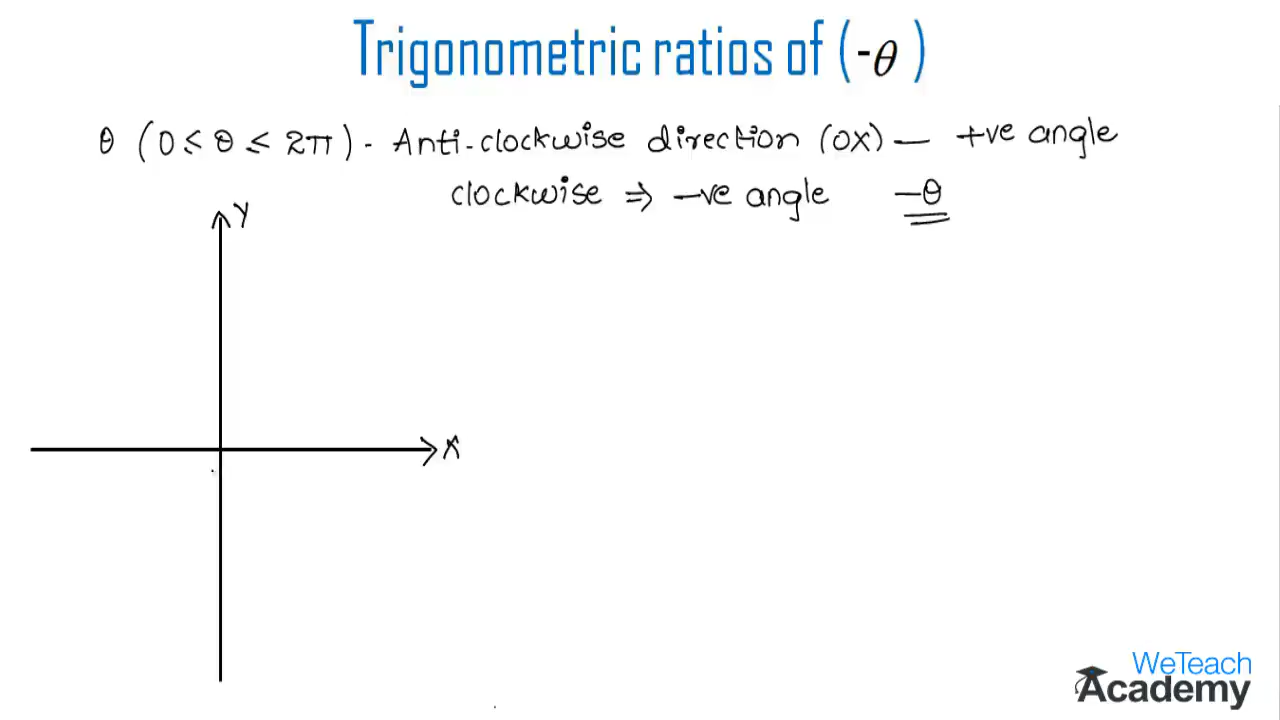 Trigonometric ratios of (-θ)
θ (0 ≤ θ ≤ 2π) - Anti-clockwise direction (OX) — +ve angle
clockwise ⇒ -ve angle -θ
Y
X
WeTeach
Academy